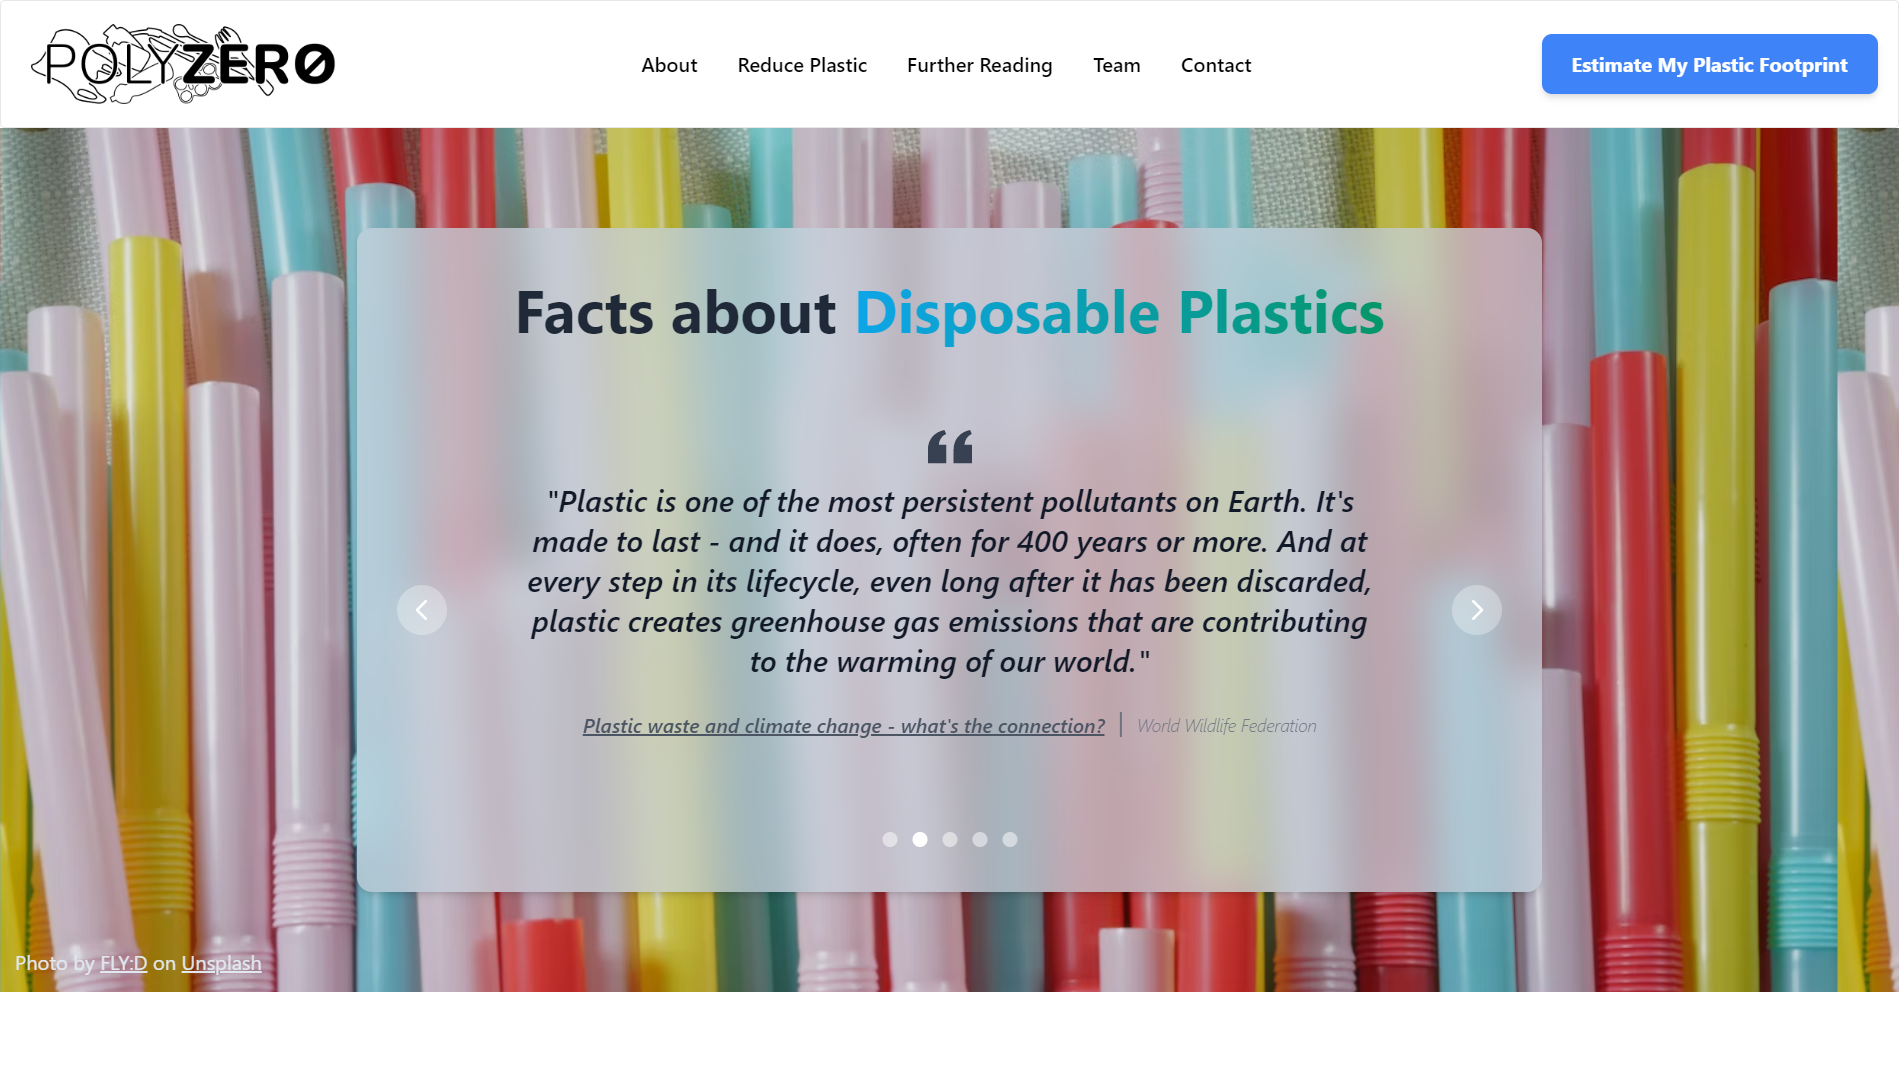 POLYZERO
About
Reduce Plastic
Further Reading
Team
Contact
Estimate My Plastic Footprint
Facts about Disposable Plastics
"Plastic is one of the most persistent pollutants on Earth. It's
made to last - and it does, often for 400 years or more. And at
every step in its lifecycle, even long after it has been discarded,
plastic creates greenhouse gas emissions that are contributing
to the warming of our world."
Plastic waste and climate change - what's the connection? | World Wildlife Federation
Photo by FLY:D on Unsplash